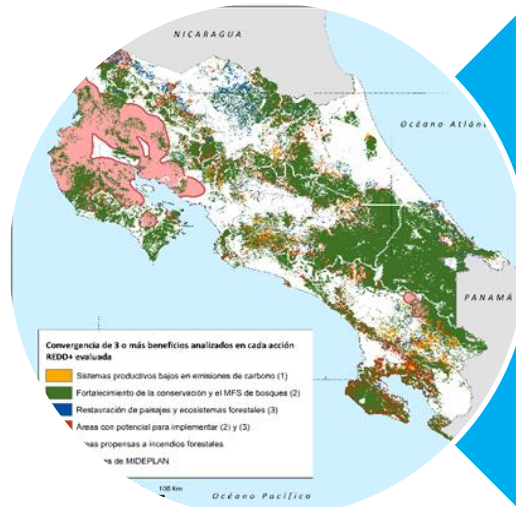 NICARAGUA
Océano Atlánt
PANAMÁ
Convergencia de 3 o más beneficios analizados en cada acción
REDD+ evaluada
Sistemas productivos bajos en emisiones de carbono (1)
Fortalecimiento de la conservación y el MFS de bosques (2)
Restauración de paisajes y ecosistemas forestales (3)
Áreas con potencial para implementar (2) y (3)
propensas a incendios forestales
de MIDEPLAN
100 Km
Océano Pacífico